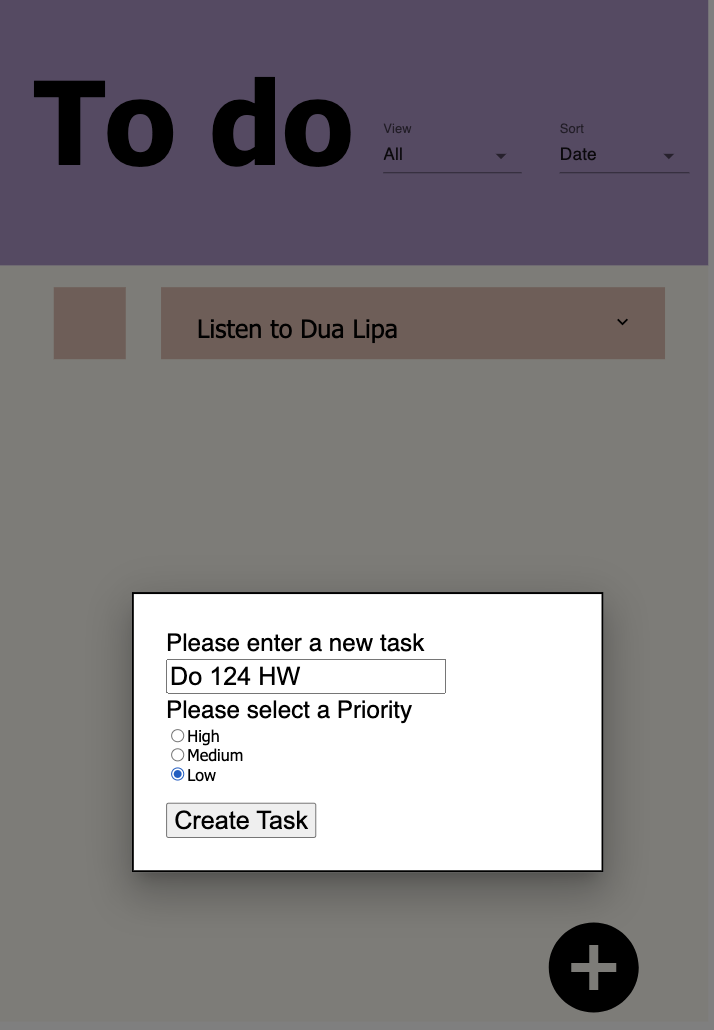 To do
View
All
Sort
Date
Listen to Dua Lipa
Please enter a new task
Do 124 HW
Please select a Priority
High
Medium
Low
Create Task